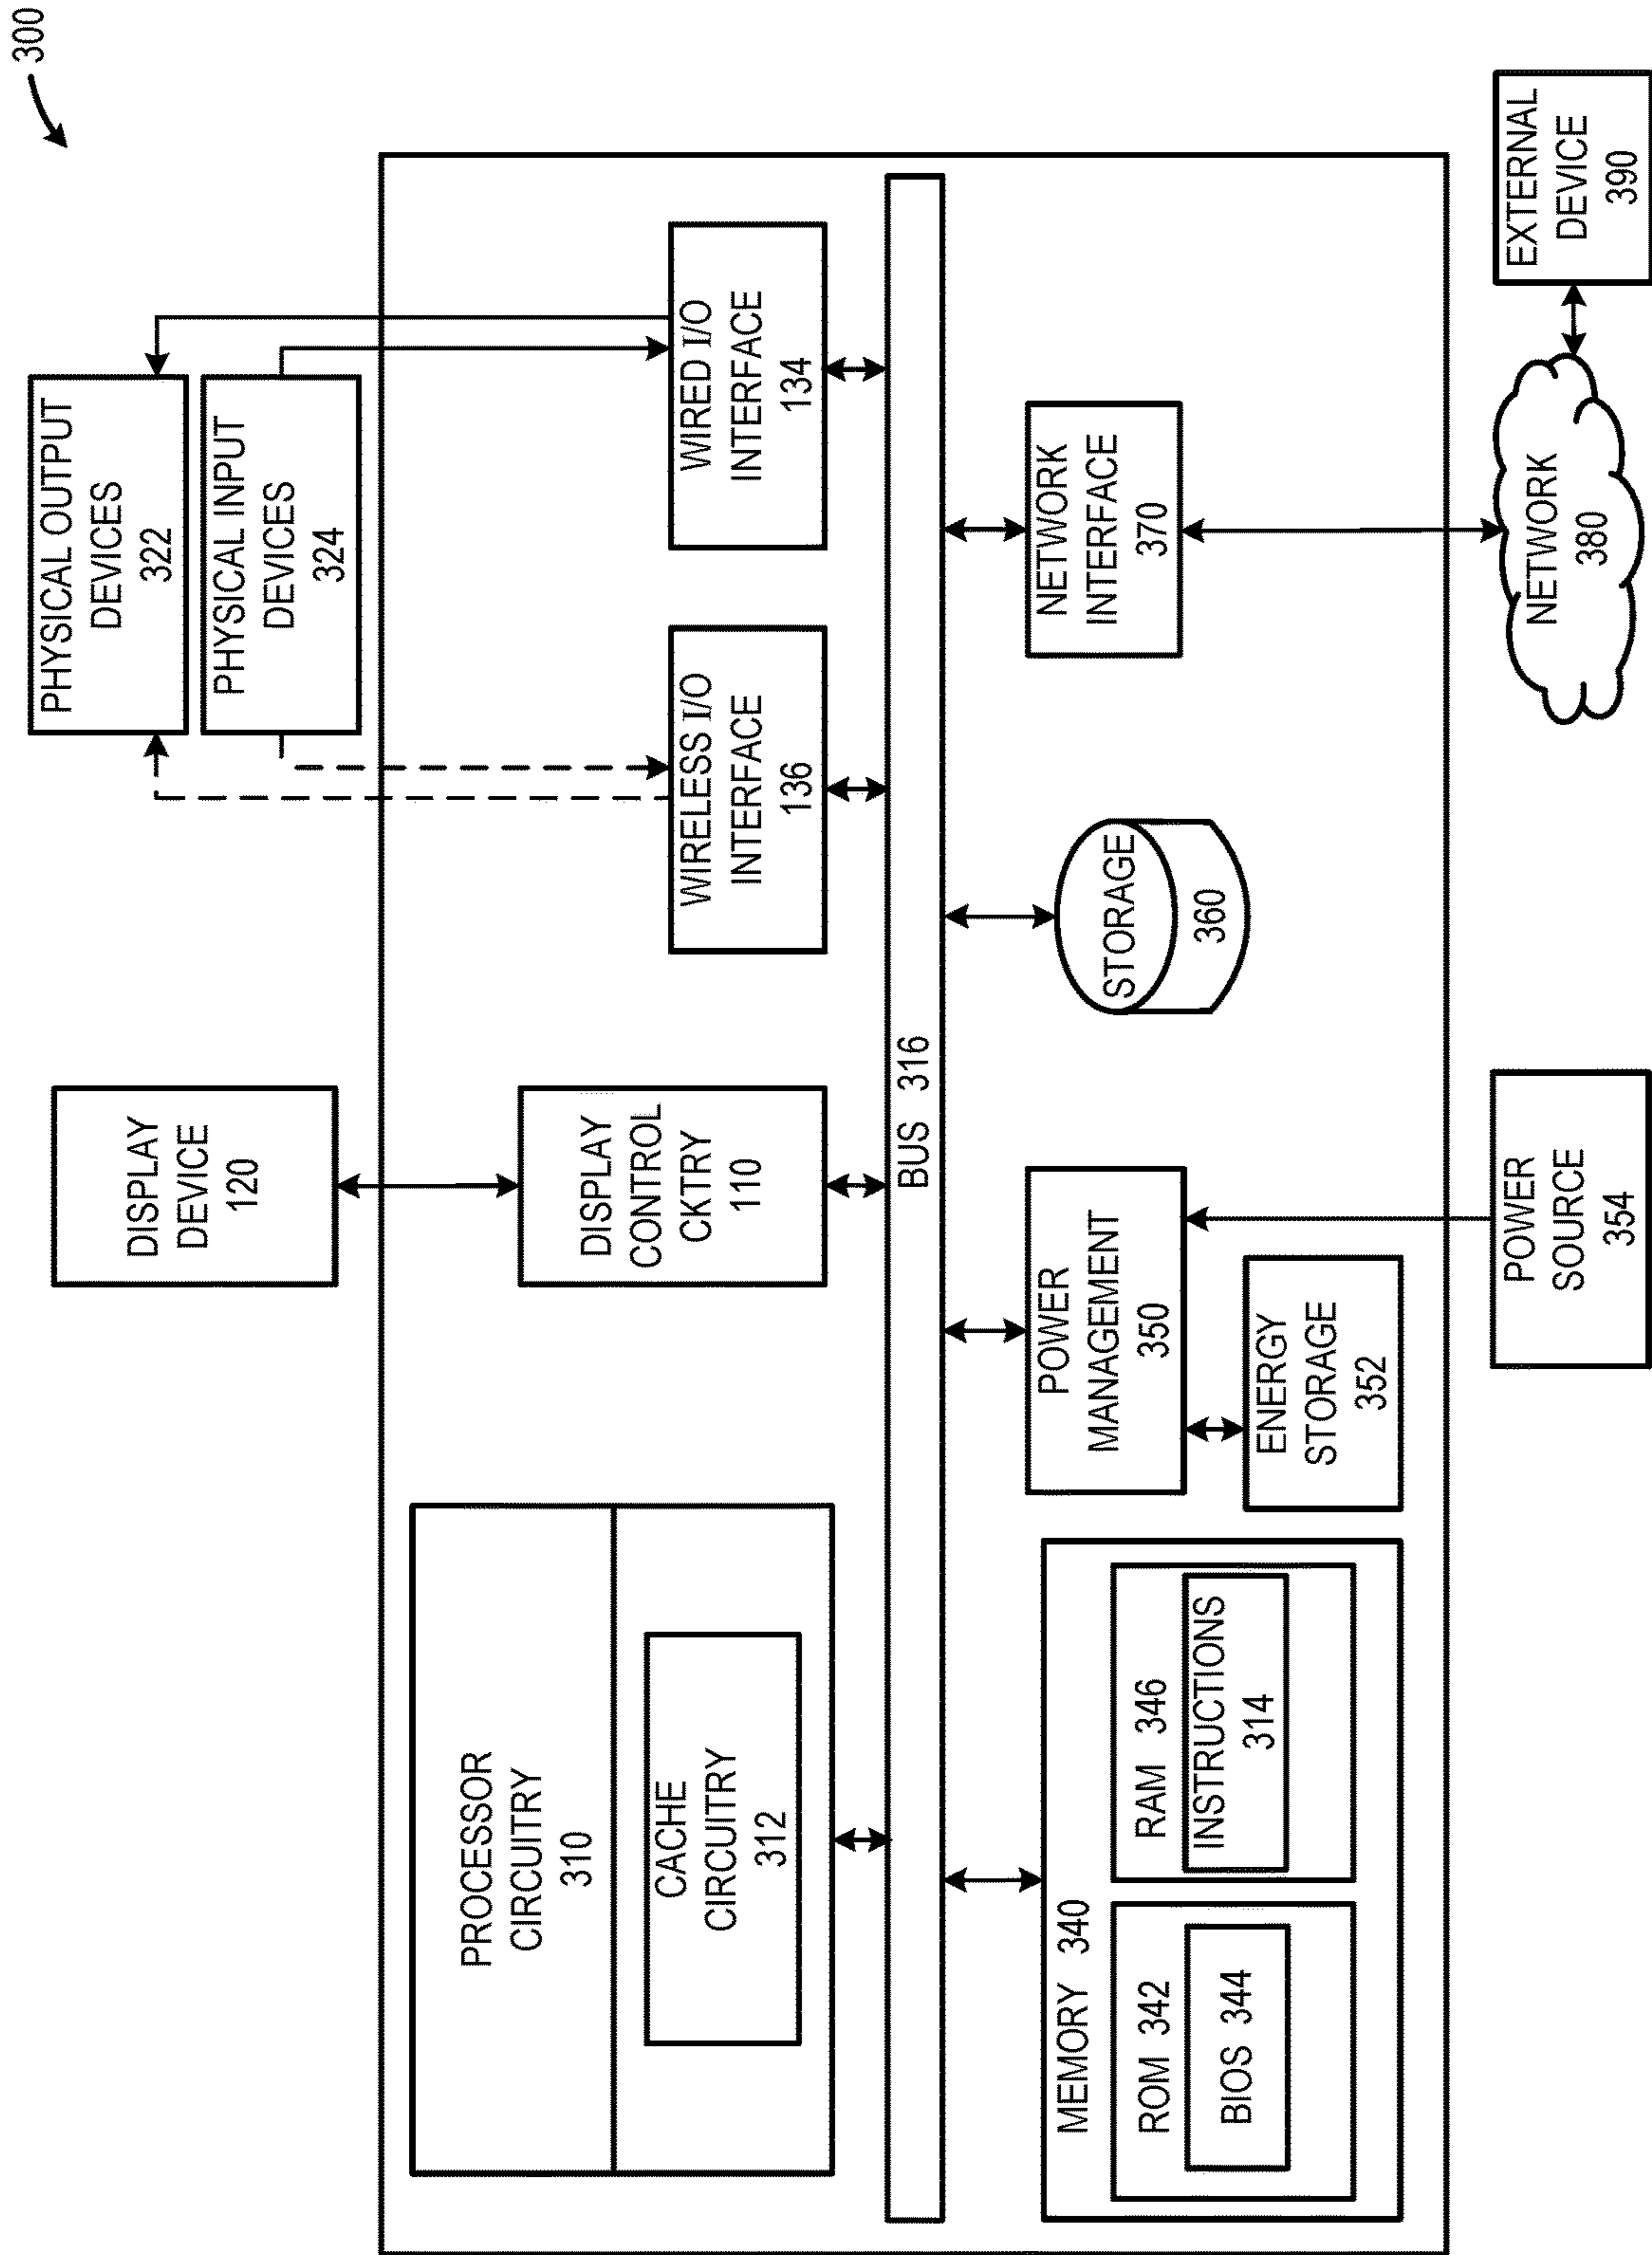 300
DISPLAY
DEVICE
120
PHYSICAL OUTPUT
DEVICES
322
PHYSICAL INPUT
DEVICES
324
PROCESSOR
CIRCUITRY
310
CACHE
CIRCUITRY
312
DISPLAY
CONTROL
CKTRY
110
WIRELESS I/O
INTERFACE
136
WIRED I/O
INTERFACE
134
BUS 316
MEMORY 340
ROM 342
BIOS 344
RAM 346
INSTRUCTIONS
314
POWER
MANAGEMENT
350
ENERGY
STORAGE
352
STORAGE
360
NETWORK
INTERFACE
370
POWER
SOURCE
354
NETWORK
380
EXTERNAL
DEVICE
390